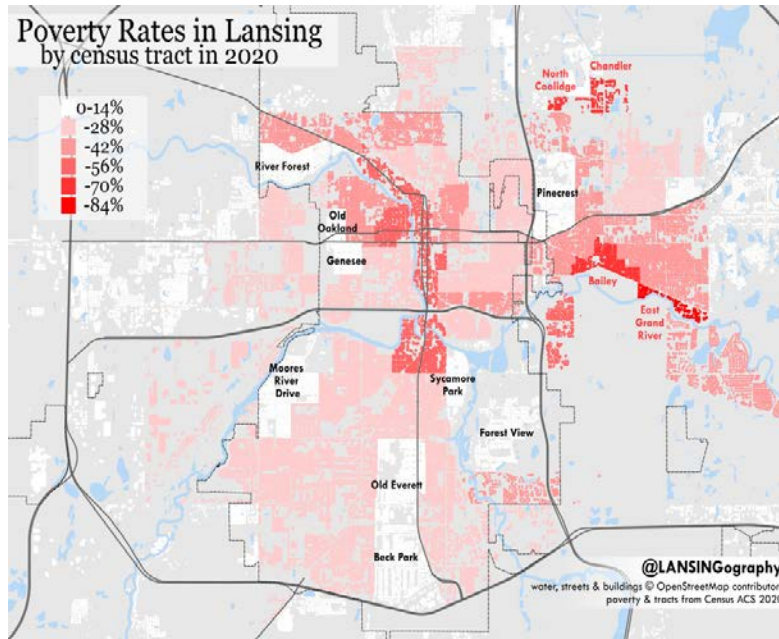 Poverty Rates in Lansing
by census tract in 2020
0-14%
-28%
-42%
-56%
-70%
-84%
North
Coolidge
Chandler
River Forest
Pinecrest
Old
Oakland
Genesee
Bailey
East
Grand
River
Moores
River
Drive
Sycamore
Park
Forest View
Old Everett
Beck Park
@LANSINGography
water, streets & buildings © OpenStreetMap contributor
poverty & tracts from Census ACS 2020